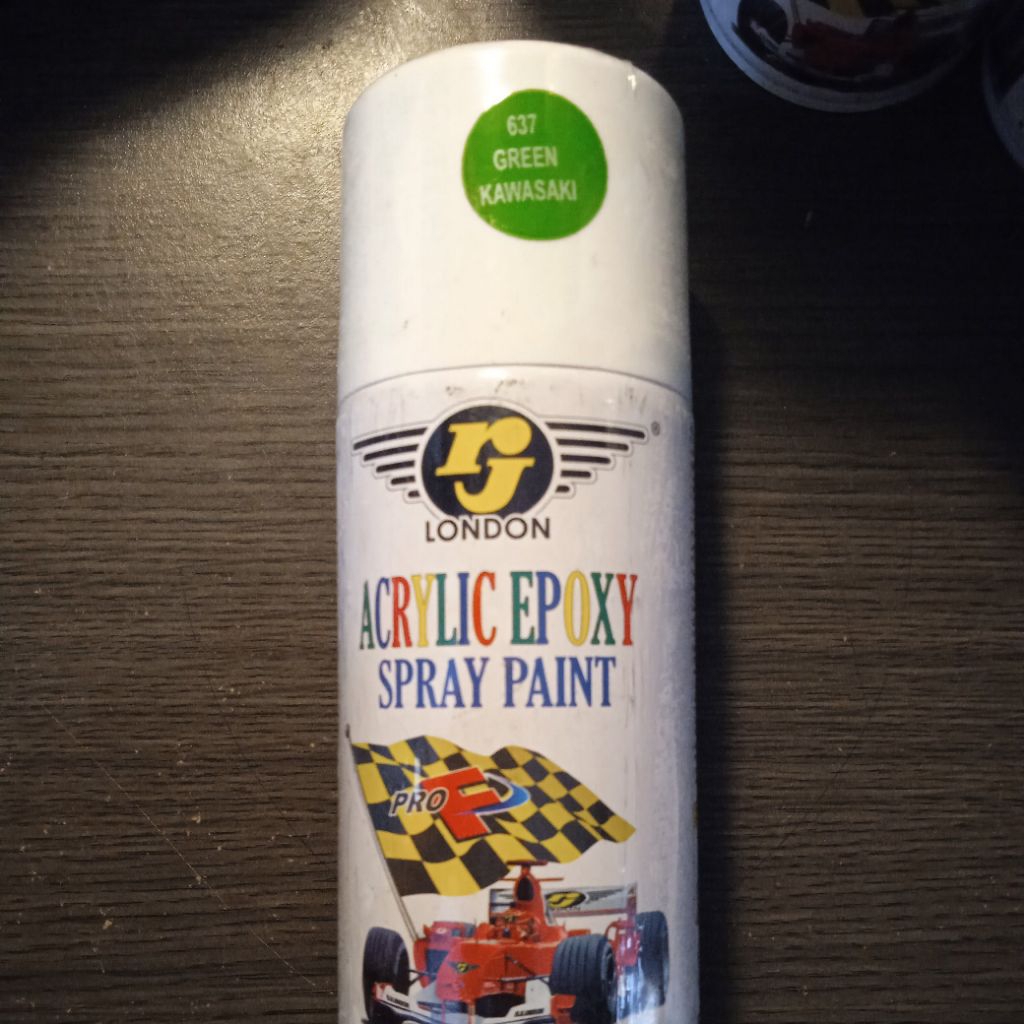 637
GREEN
KAWASAKI
rj
®
LONDON
ACRYLIC EPOXY
SPRAY PAINT
PRO F